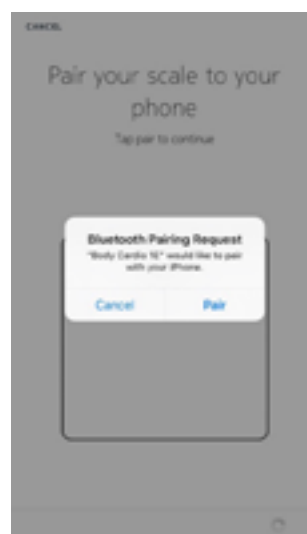 CANCEL
Pair your scale to your
phone
Tap pair to continue
Bluetooth Pairing Request
"Body Cardio 1E" would like to pair
with your iPhone.
Cancel
Pair